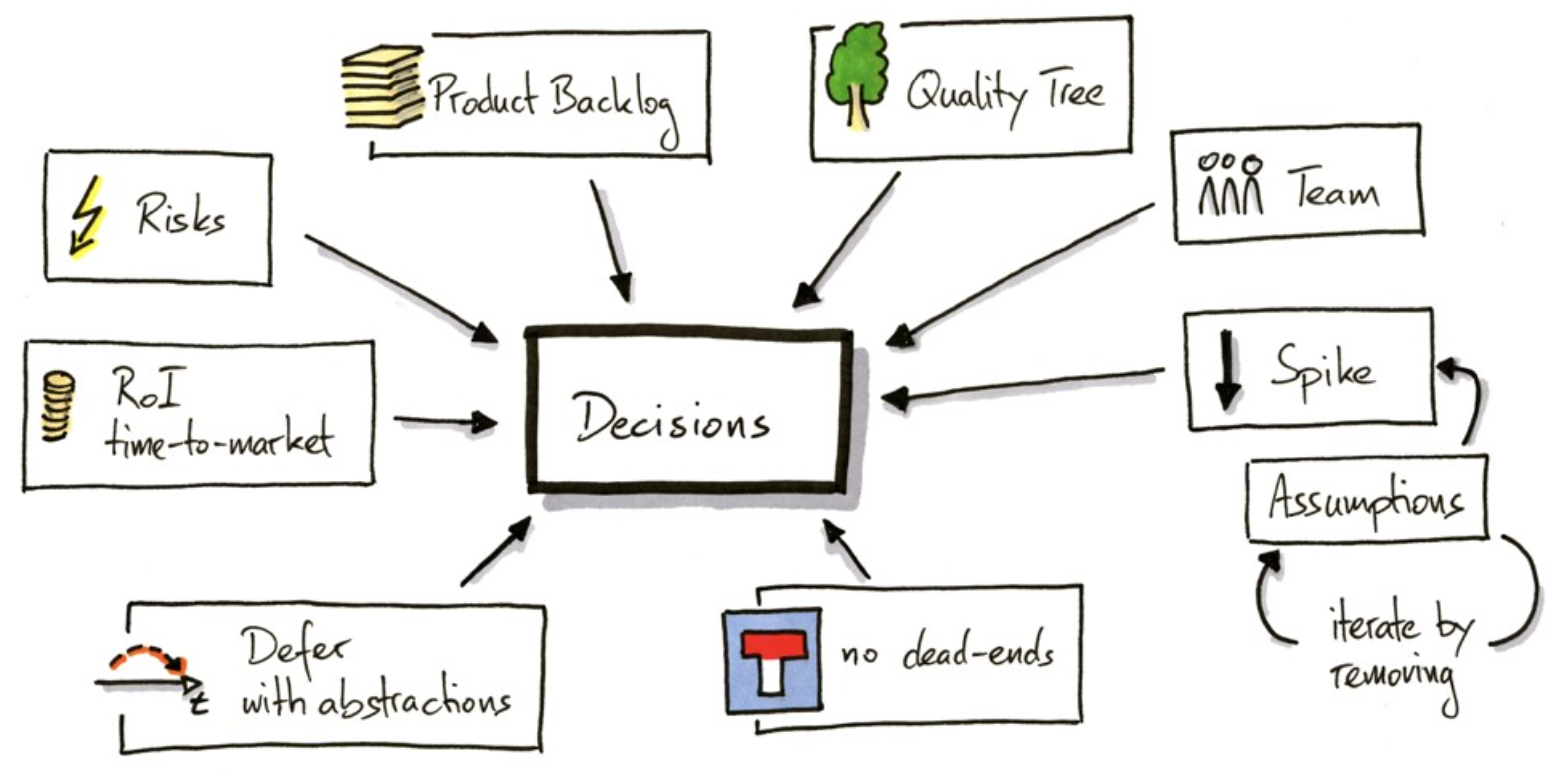 Product Backlog
Quality Tree
Risks
Team
RoI
time-to-market
Decisions
Spike
Assumptions
iterate by
removing
Defer
with abstractions
t
no dead-ends